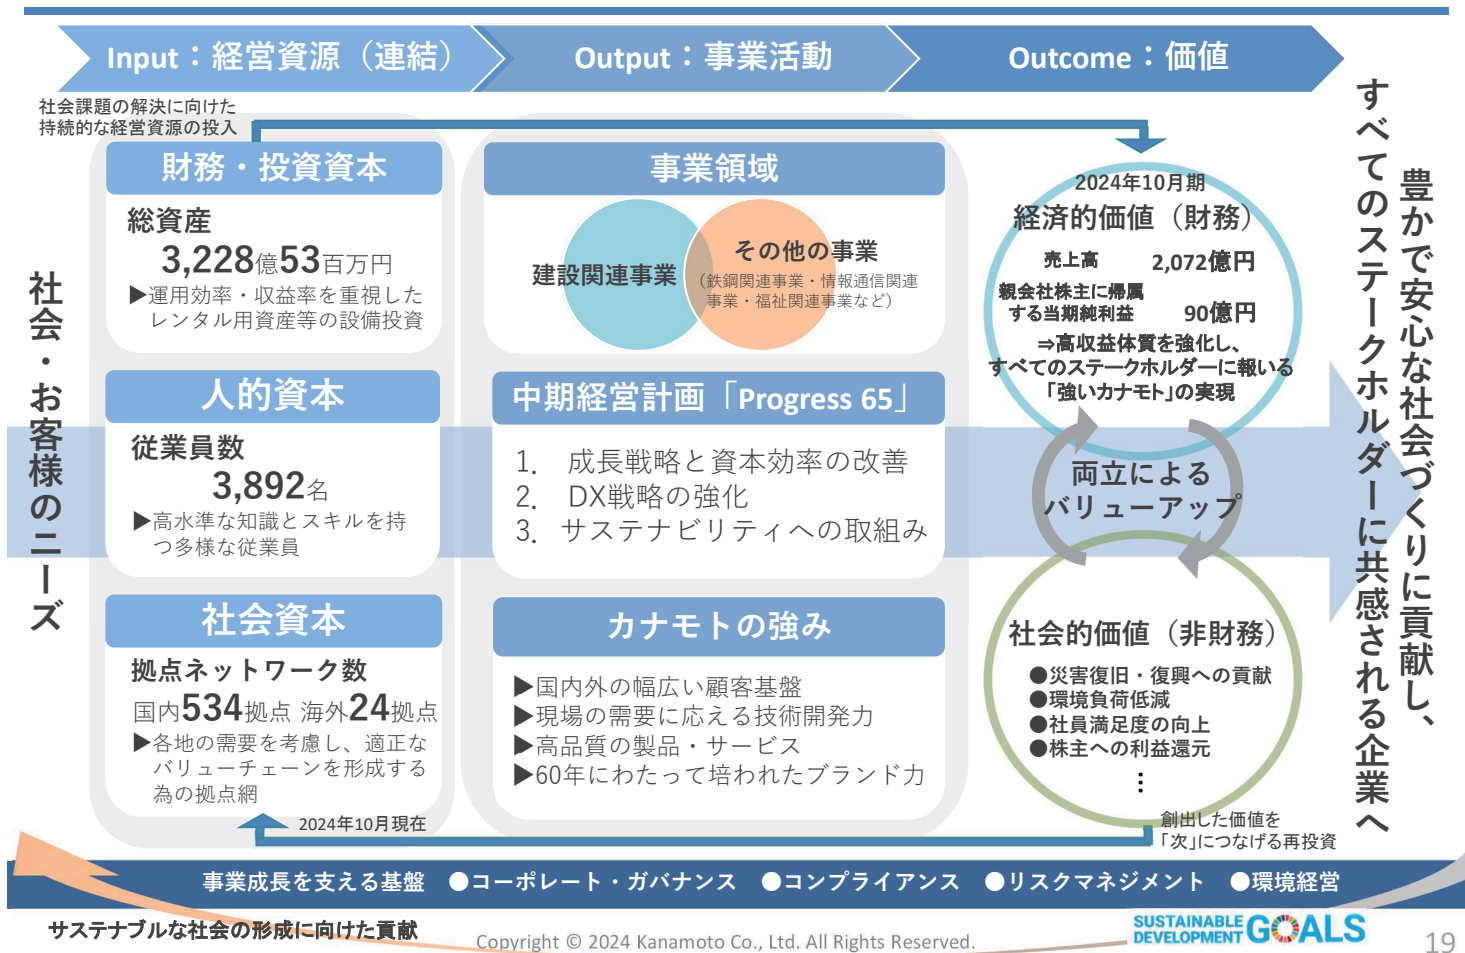 Input：経営資源（連結）
Output：事業活動
Outcome：価値
社会課題の解決に向けた
持続的な経営資源の投入
社会・お客様のニーズ
財務・投資資本
総資産
3,228億53百万円
▶運用効率・収益率を重視した
レンタル用資産等の設備投資
人的資本
従業員数
3,892名
▶高水準な知識とスキルを持
つ多様な従業員
社会資本
拠点ネットワーク数
国内534拠点 海外24拠点
▶各地の需要を考慮し、適正な
バリューチェーンを形成する
為の拠点網
2024年10月現在
事業領域
建設関連事業
その他の事業
（鉄鋼関連事業・情報通信関連
事業・福祉関連事業など）
中期経営計画「Progress 65」
1. 成長戦略と資本効率の改善
2. DX戦略の強化
3. サステナビリティへの取組み
カナモトの強み
▶国内外の幅広い顧客基盤
▶現場の需要に応える技術開発力
▶高品質の製品・サービス
▶60年にわたって培われたブランド力
2024年10月期
経済的価値（財務）
売上高 2,072億円
親会社株主に帰属
する当期純利益 90億円
⇒高収益体質を強化し、
すべてのステークホルダーに報いる
「強いカナモト」の実現
両立による
バリューアップ
社会的価値（非財務）
●災害復旧・復興への貢献
●環境負荷低減
●社員満足度の向上
●株主への利益還元
⋮
創出した価値を
「次」につなげる再投資
豊かで安心な社会づくりに貢献し、
すべてのステークホルダーに共感される企業へ
事業成長を支える基盤 ●コーポレート・ガバナンス ●コンプライアンス ●リスクマネジメント ●環境経営
サステナブルな社会の形成に向けた貢献
Copyright © 2024 Kanamoto Co., Ltd. All Rights Reserved.
SUSTAINABLE
DEVELOPMENT GOALS
19